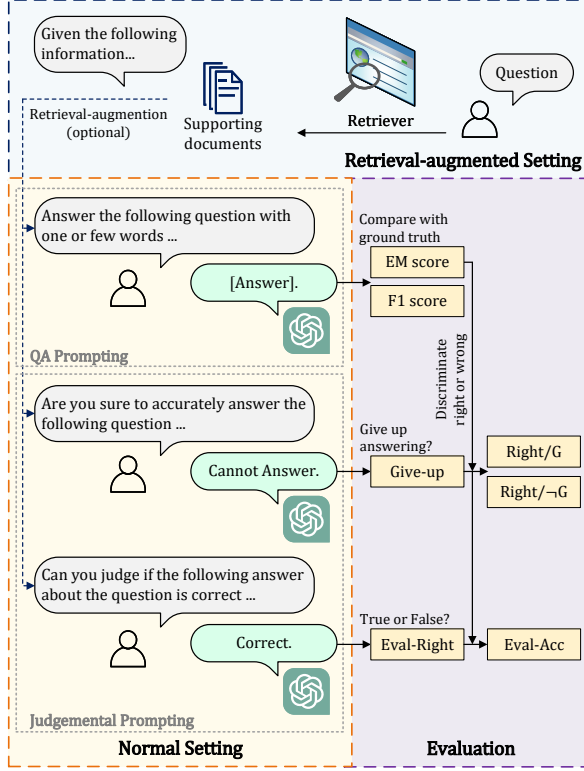 Given the following
information...
Question
Retrieval-augmention
(optional)
Supporting
documents
Retriever
Retrieval-augmented Setting
Answer the following question with
one or few words ...
[Answer].
QA Prompting
Compare with
ground truth
EM score
F1 score
Discriminate
right or wrong
Are you sure to accurately answer the
following question ...
Cannot Answer.
Give up
answering?
Give-up
Right/G
Right/¬G
Can you judge if the following answer
about the question is correct ...
Correct.
True or False?
Eval-Right
Eval-Acc
Judgemental Prompting
Normal Setting
Evaluation